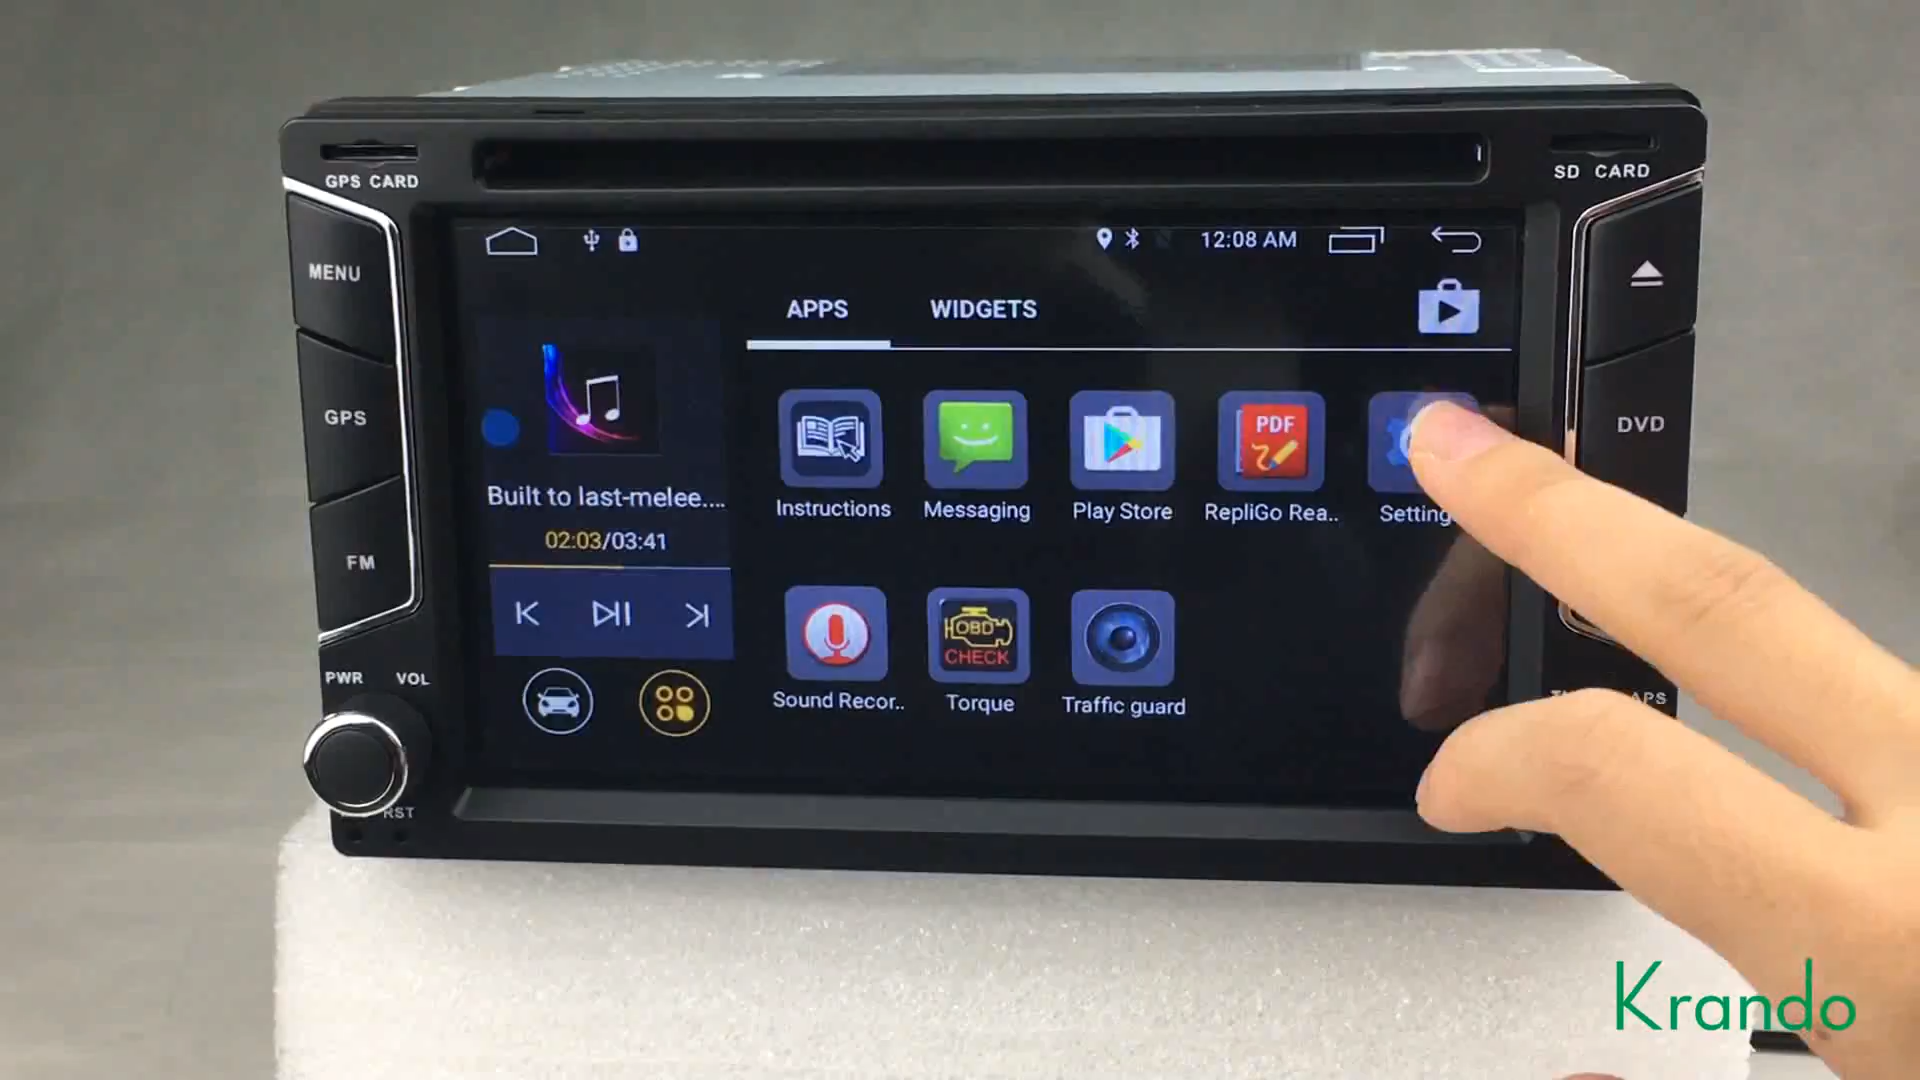 GPS CARD
SD CARD
MENU
GPS
FM
PWR VOL
RST
DVD
12:08 AM
APPS WIDGETS
Built to last-melee....
02:03/03:41
Instructions
Messaging
Play Store
PDF
RepliGo Rea..
Setting
Sound Recor..
OBD
CHECK
Torque
Traffic guard
Krando